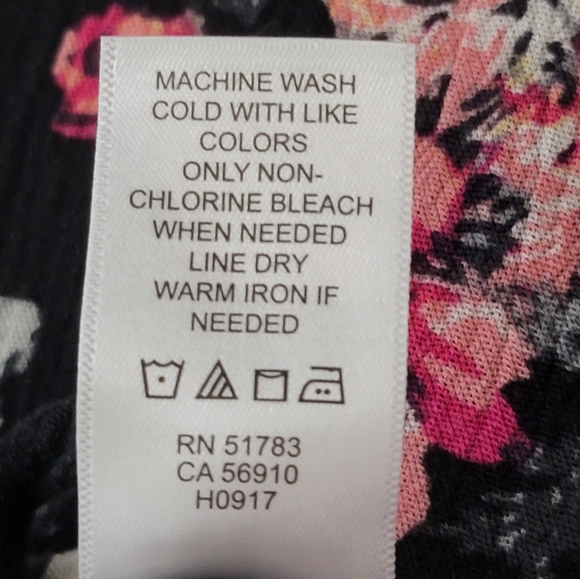 MACHINE WASH
COLD WITH LIKE
COLORS
ONLY NON-
CHLORINE BLEACH
WHEN NEEDED
LINE DRY
WARM IRON IF
NEEDED
RN 51783
CA 56910
H0917